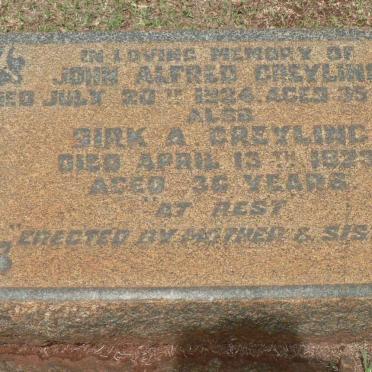 IN LOVING MEMORY OF
JOHN ALFRED GREYLING
ED JULY 20TH 1924. AGED 35
ALSO
DIRK A GREYLING
DIED APRIL 13TH 1923
AGED 36 YEARS
"AT REST
"ERECTED BY MOTHER & SIS